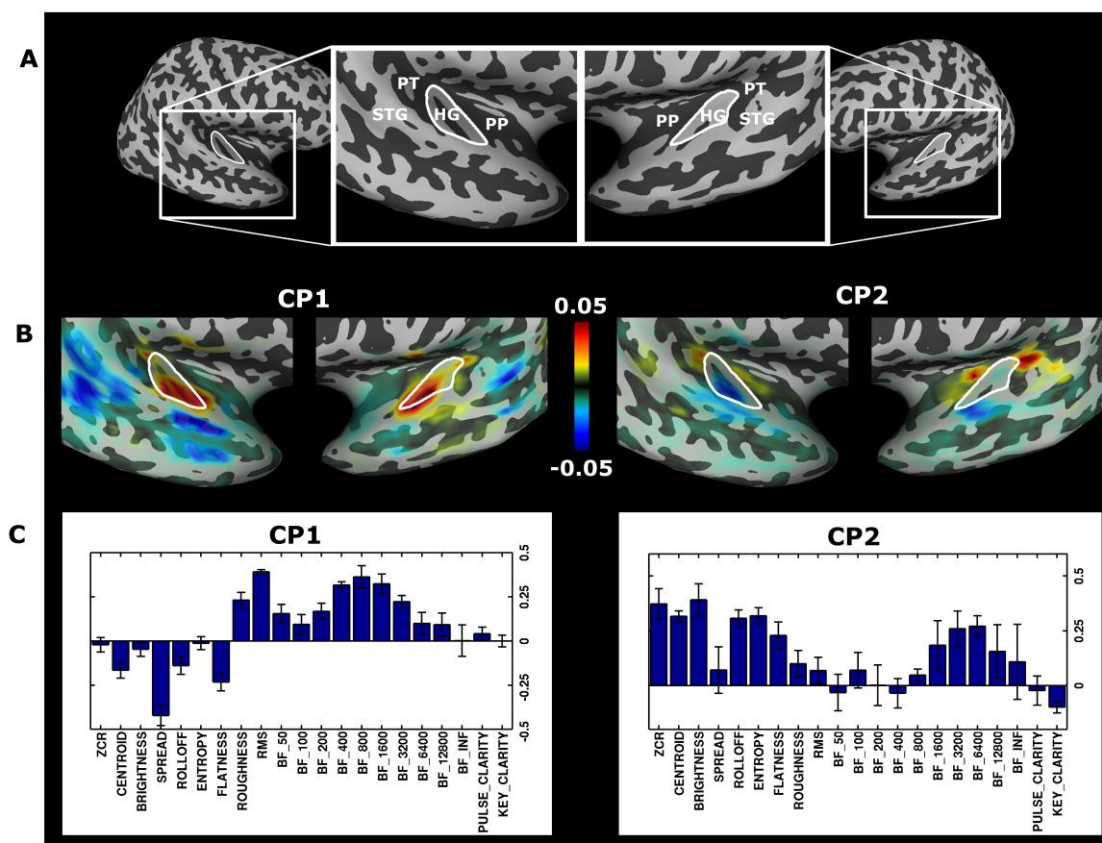 A
PT
STG
HG
PP
PT
PP
HG
STG
CP1
0.05
CP2
B
-0.05
C
CP1
0.5
0.25
0
-0.25
-0.5
ZCR
CENTROID
BRIGHTNESS
SPREAD
ROLLOFF
ENTROPY
FLATNESS
ROUGHNESS
RMS
BF_50
BF_100
BF_200
BF_400
BF_800
BF_1600
BF_3200
BF_6400
BF_12800
BF_INF
PULSE_CLARITY
KEY_CLARITY
CP2
0.5
0.25
0
ZCR
CENTROID
BRIGHTNESS
SPREAD
ROLLOFF
ENTROPY
FLATNESS
ROUGHNESS
RMS
BF_50
BF_100
BF_200
BF_400
BF_800
BF_1600
BF_3200
BF_6400
BF_12800
BF_INF
PULSE_CLARITY
KEY_CLARITY